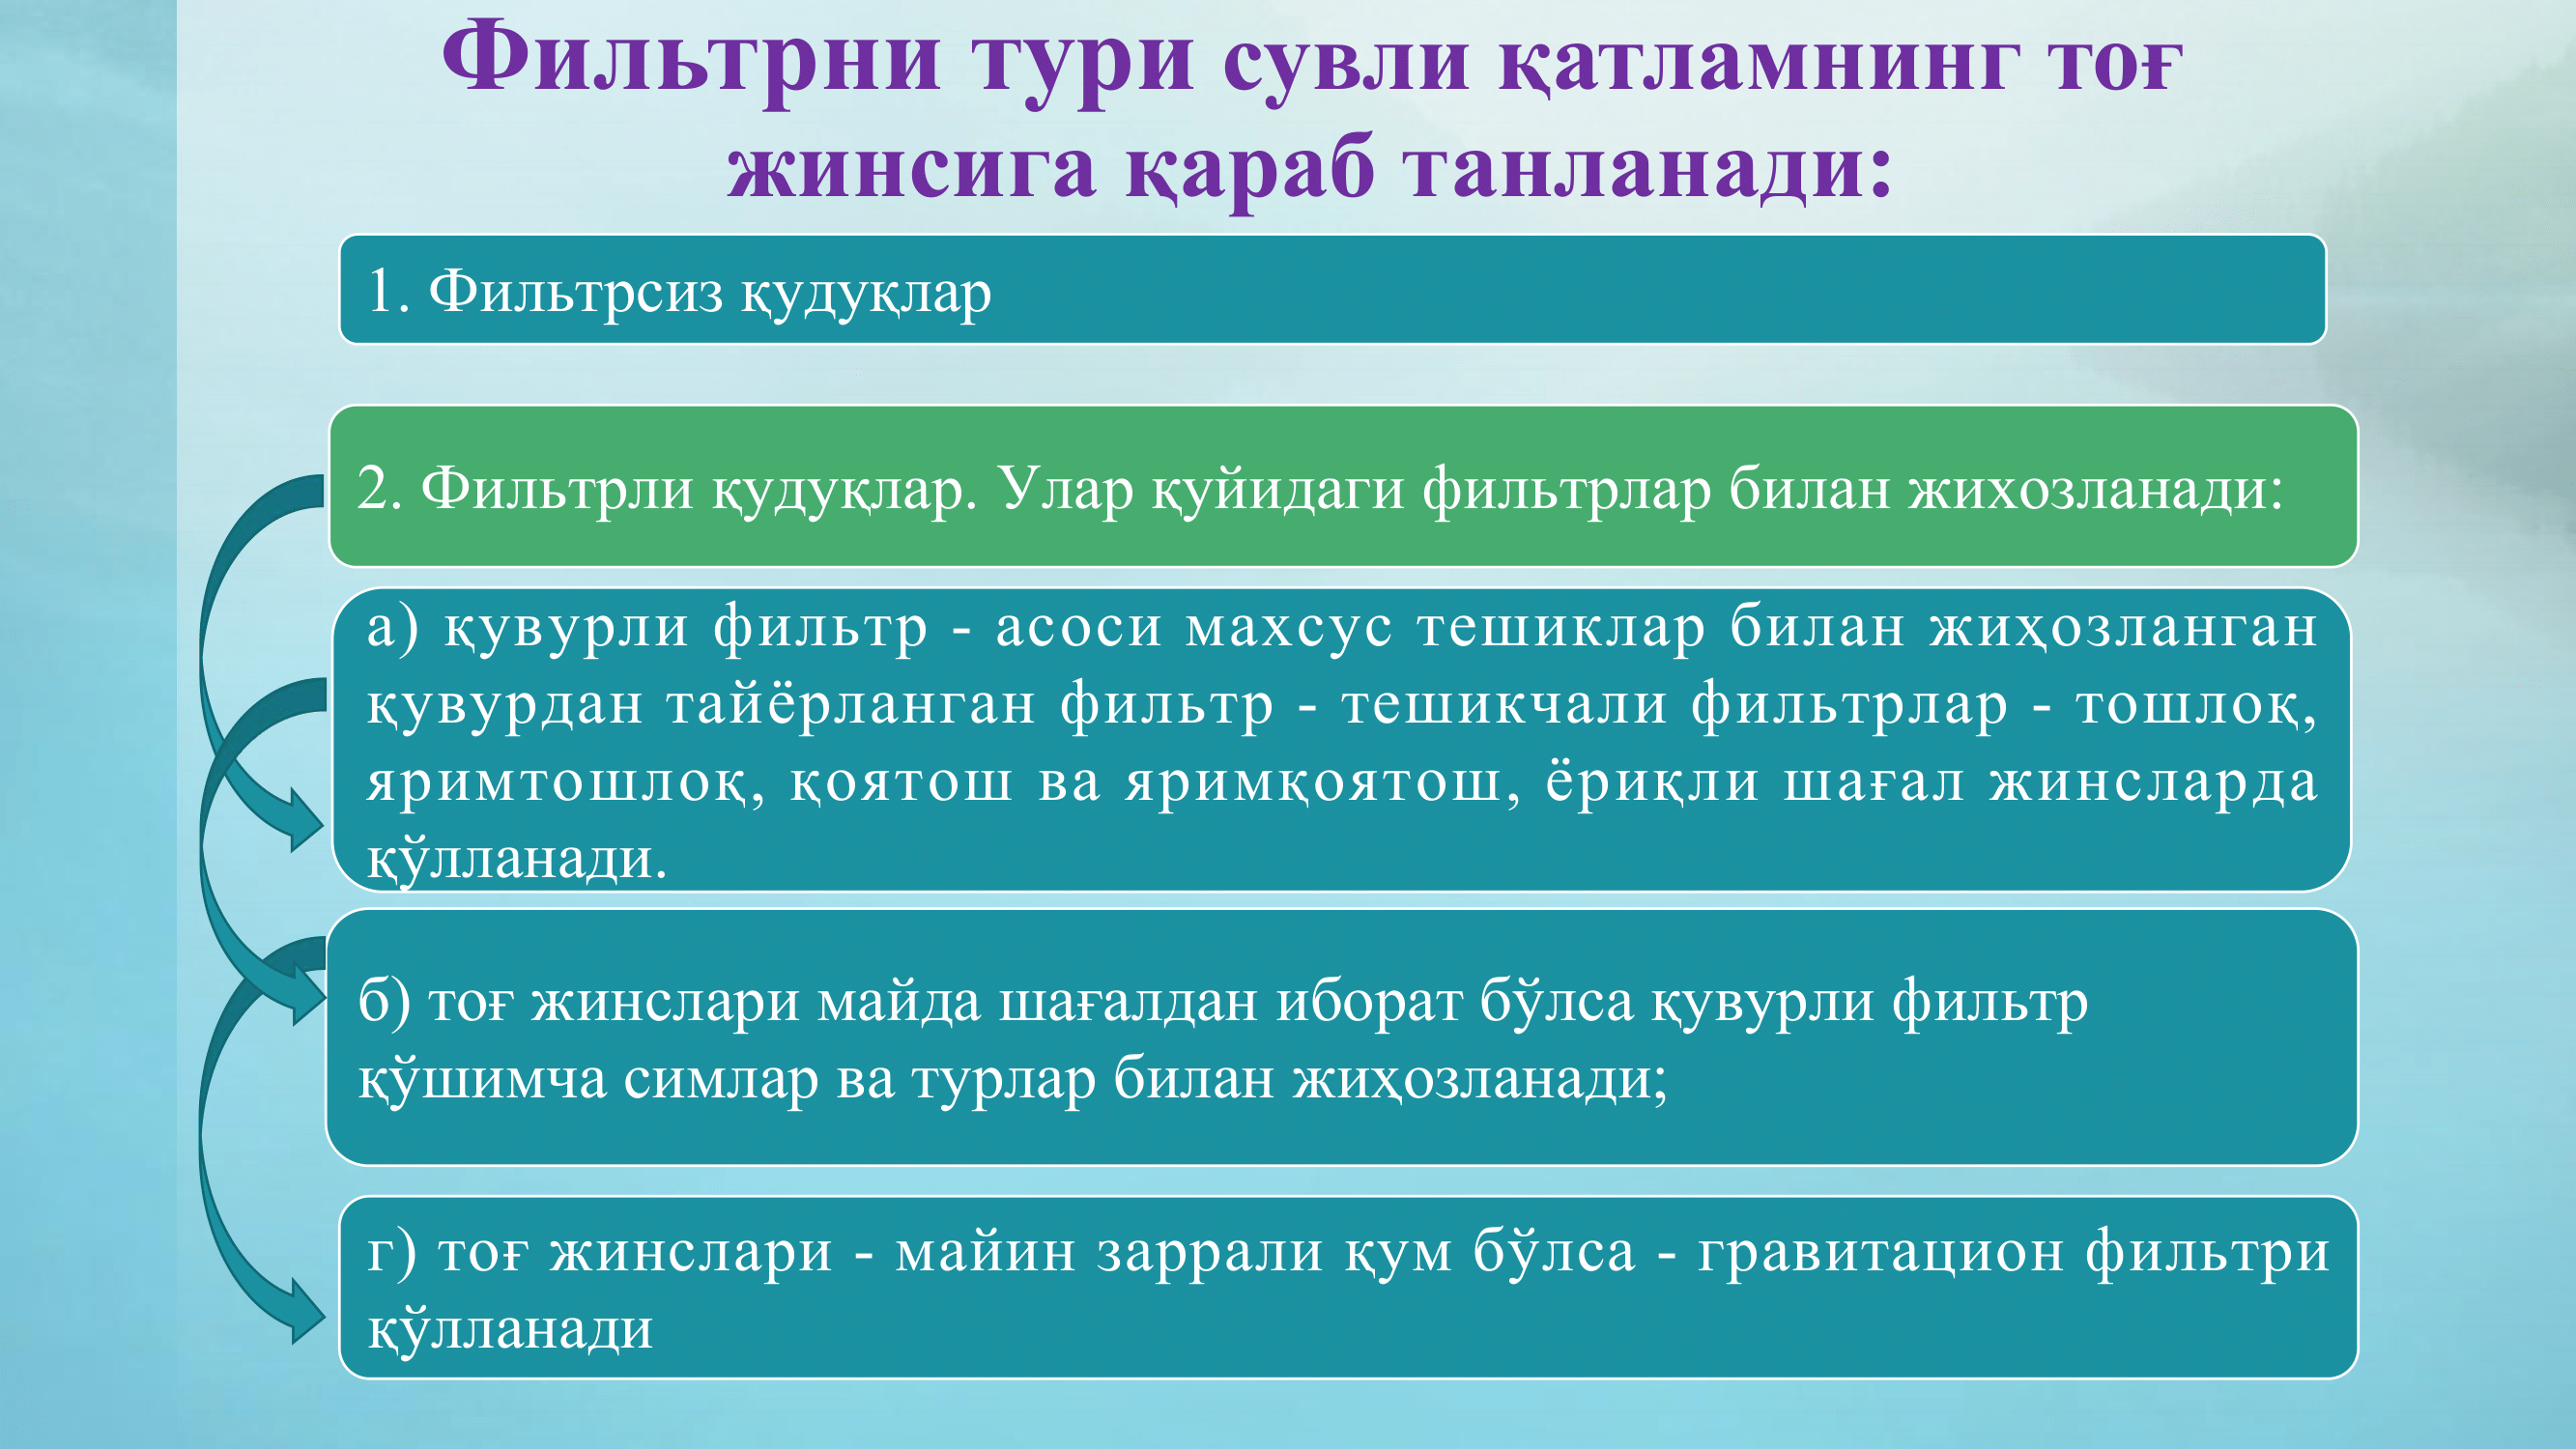 Фильтрни тури сувли қатламнинг тоғ
жинсига қараб танланади:
1. Фильтрсиз қудуқлар
2. Фильтрли қудуқлар. Улар қуйидаги фильтрлар билан жихозланади:
а) қувурли фильтр - асоси махсус тешиклар билан жиҳозланган
қувурдан тайёрланган фильтр - тешикчали фильтрлар - тошлоқ,
яримтошлоқ, қоятош ва яримқоятош, ёриқли шағал жинсларда
қўлланади.
б) тоғ жинслари майда шағалдан иборат бўлса қувурли фильтр
қўшимча симлар ва турлар билан жиҳозланади;
г) тоғ жинслари - майин заррали қум бўлса - гравитацион фильтри
қўлланади